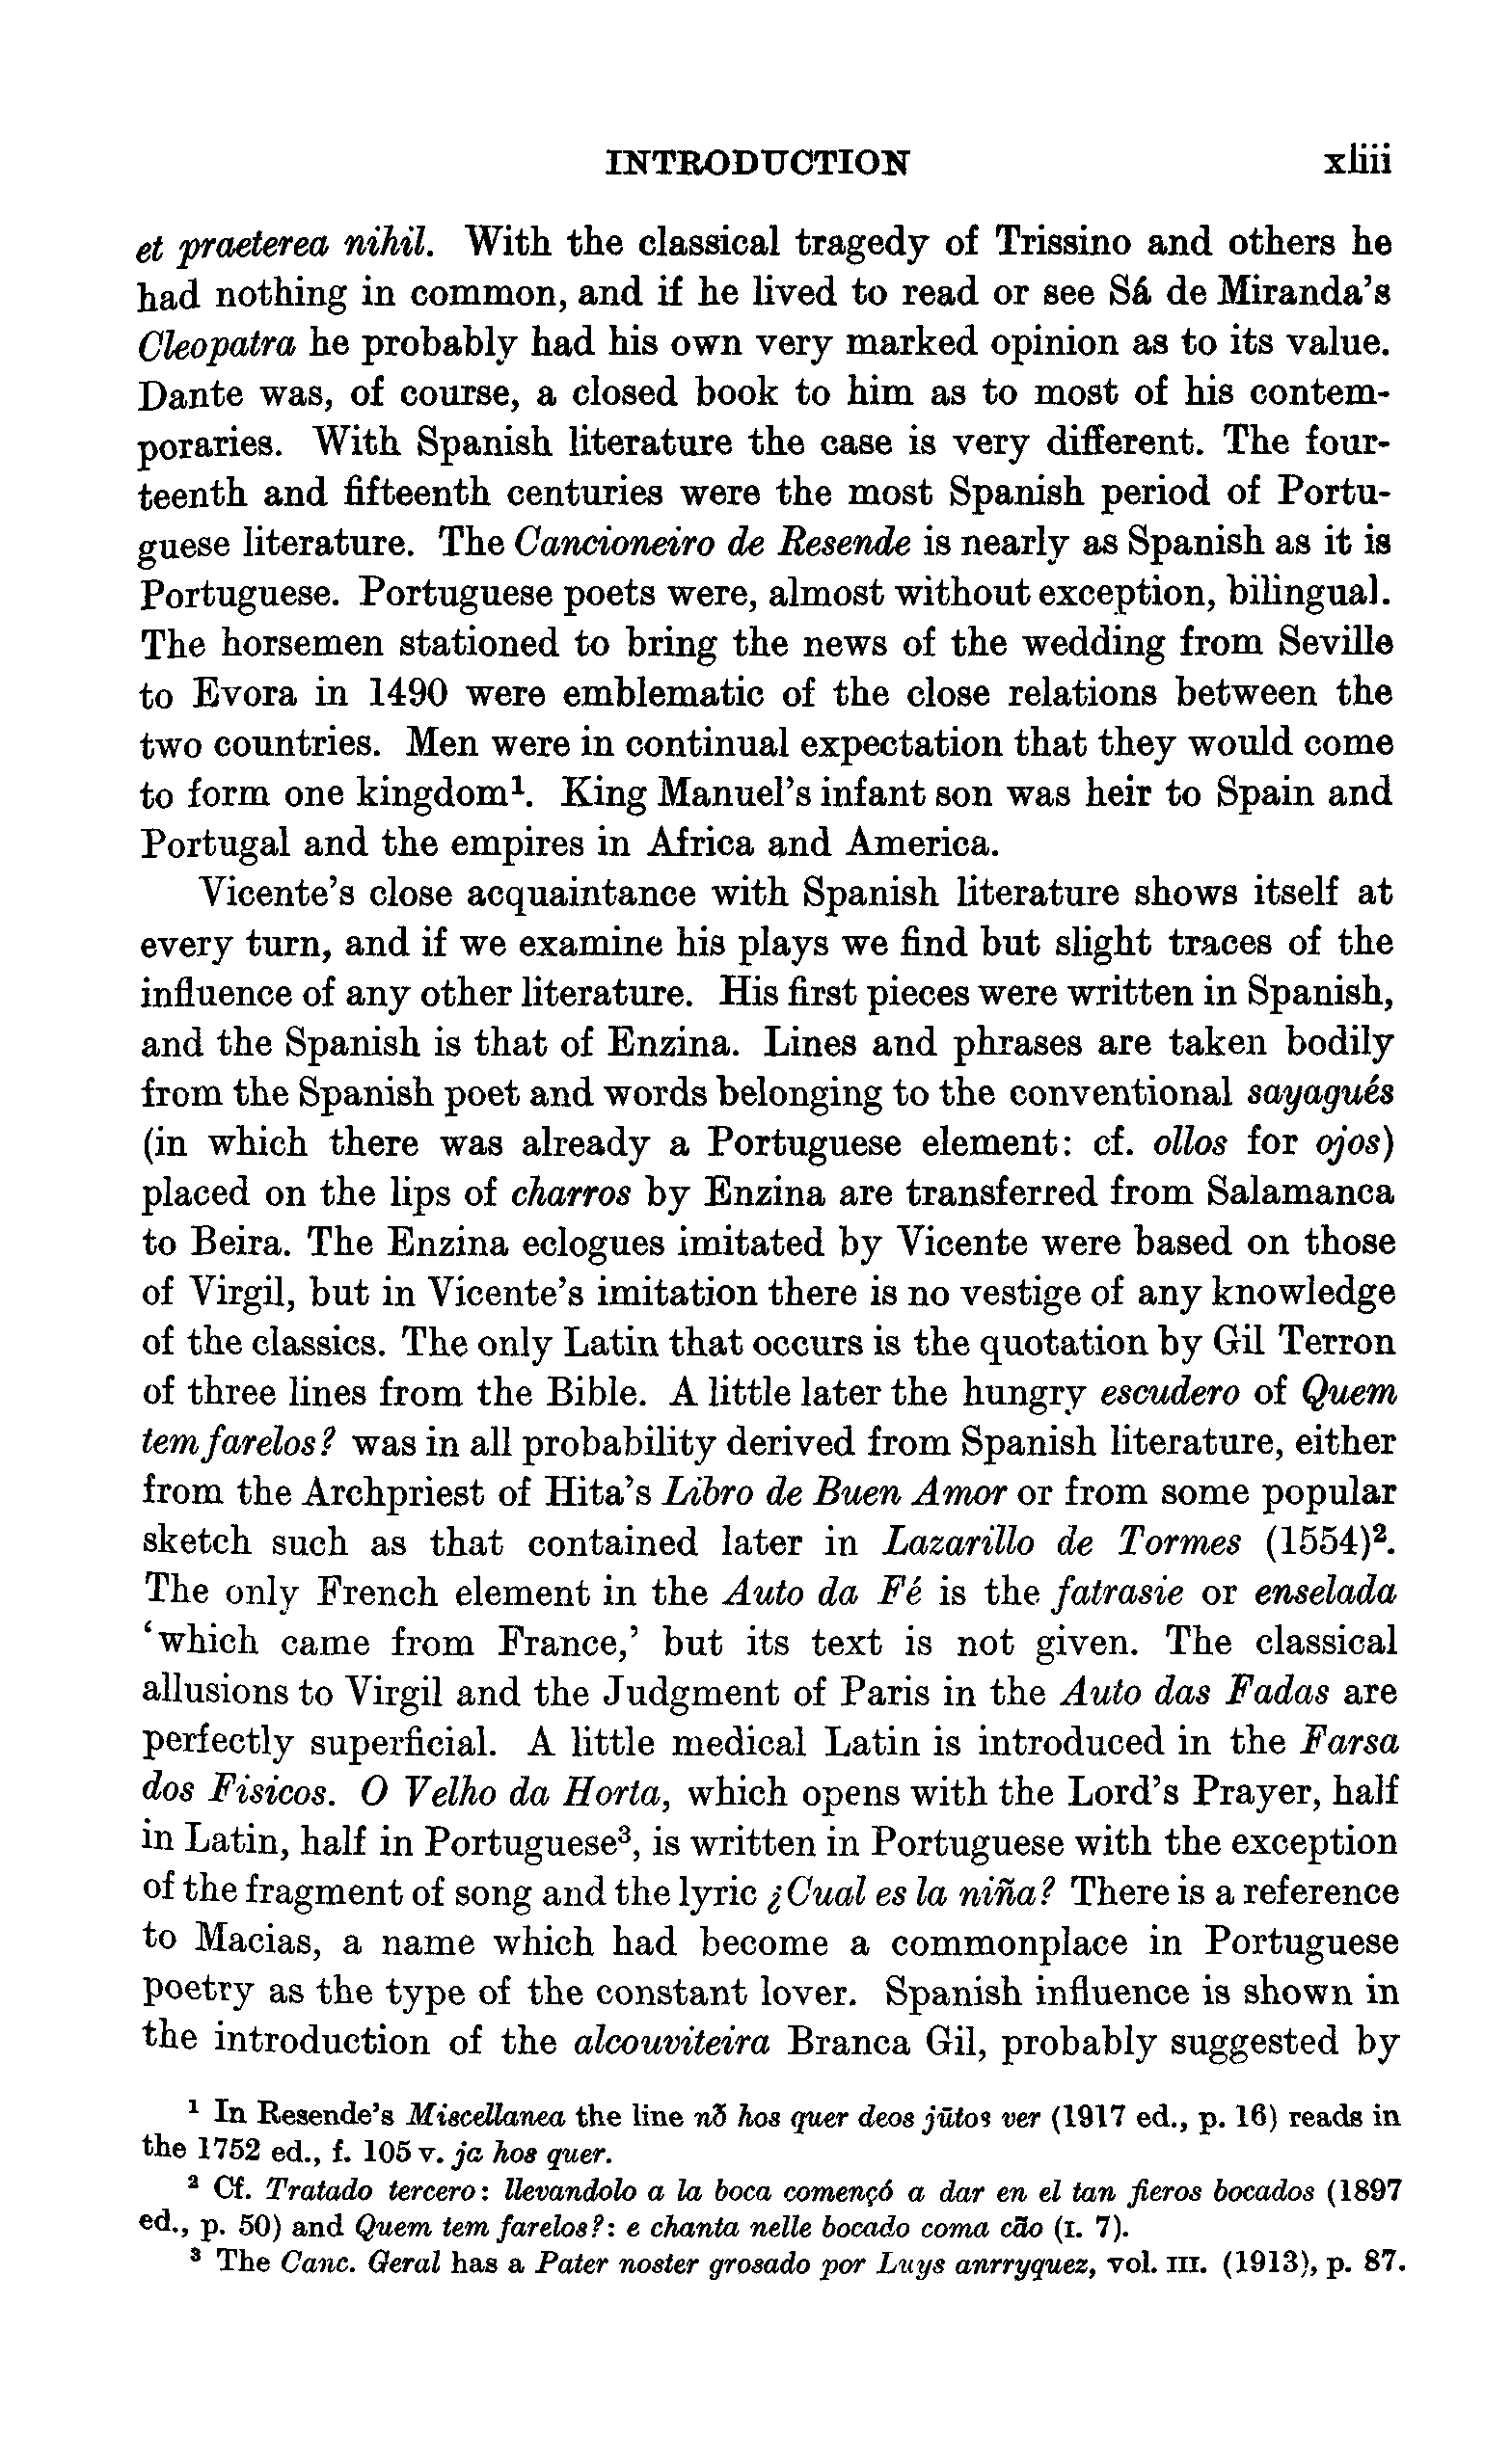 INTRODUCTION xliii
et praeterea nihil. With the classical tragedy of Trissino and others he
had nothing in common, and if he lived to read or see Sá de Miranda's
Cleopatra he probably had his own very marked opinion as to its value.
Dante was, of course, a closed book to him as to most of his contem-
poraries. With Spanish literature the case is very different. The four-
teenth and fifteenth centuries were the most Spanish period of Portu-
guese literature. The Cancioneiro de Resende is nearly as Spanish as it is
Portuguese. Portuguese poets were, almost without exception, bilingual.
The horsemen stationed to bring the news of the wedding from Seville
to Evora in 1490 were emblematic of the close relations between the
two countries. Men were in continual expectation that they would come
to form one kingdom¹. King Manuel's infant son was heir to Spain and
Portugal and the empires in Africa and America.
Vicente's close acquaintance with Spanish literature shows itself at
every turn, and if we examine his plays we find but slight traces of the
influence of any other literature. His first pieces were written in Spanish,
and the Spanish is that of Enzina. Lines and phrases are taken bodily
from the Spanish poet and words belonging to the conventional sayagués
(in which there was already a Portuguese element: cf. ollos for ojos)
placed on the lips of charros by Enzina are transferred from Salamanca
to Beira. The Enzina eclogues imitated by Vicente were based on those
of Virgil, but in Vicente's imitation there is no vestige of any knowledge
of the classics. The only Latin that occurs is the quotation by Gil Terron
of three lines from the Bible. A little later the hungry escudero of Quem
tem farelos? was in all probability derived from Spanish literature, either
from the Archpriest of Hita's Libro de Buen Amor or from some popular
sketch such as that contained later in Lazarillo de Tormes (1554)².
The only French element in the Auto da Fé is the fatrasie or enselada
'which came from France,' but its text is not given. The classical
allusions to Virgil and the Judgment of Paris in the Auto das Fadas are
perfectly superficial. A little medical Latin is introduced in the Farsa
dos Fisicos. O Velho da Horta, which opens with the Lord's Prayer, half
in Latin, half in Portuguese³, is written in Portuguese with the exception
of the fragment of song and the lyric ¿Cual es la niña? There is a reference
to Macias, a name which had become a commonplace in Portuguese
poetry as the type of the constant lover. Spanish influence is shown in
the introduction of the alcouviteira Branca Gil, probably suggested by
¹ In Resende's Miscellanea the line nõ hos quer deos jūtos ver (1917 ed., p. 16) reads in
the 1752 ed., f. 105 v. ja hos quer.
² Cf. Tratado tercero: llevandolo a la boca començó a dar en el tan fieros bocados (1897
ed., p. 50) and Quem tem farelos?: e chanta nelle bocado coma cão (I. 7).
³ The Canc. Geral has a Pater noster grosado por Luys anrryquez, vol. III. (1913), p. 87.